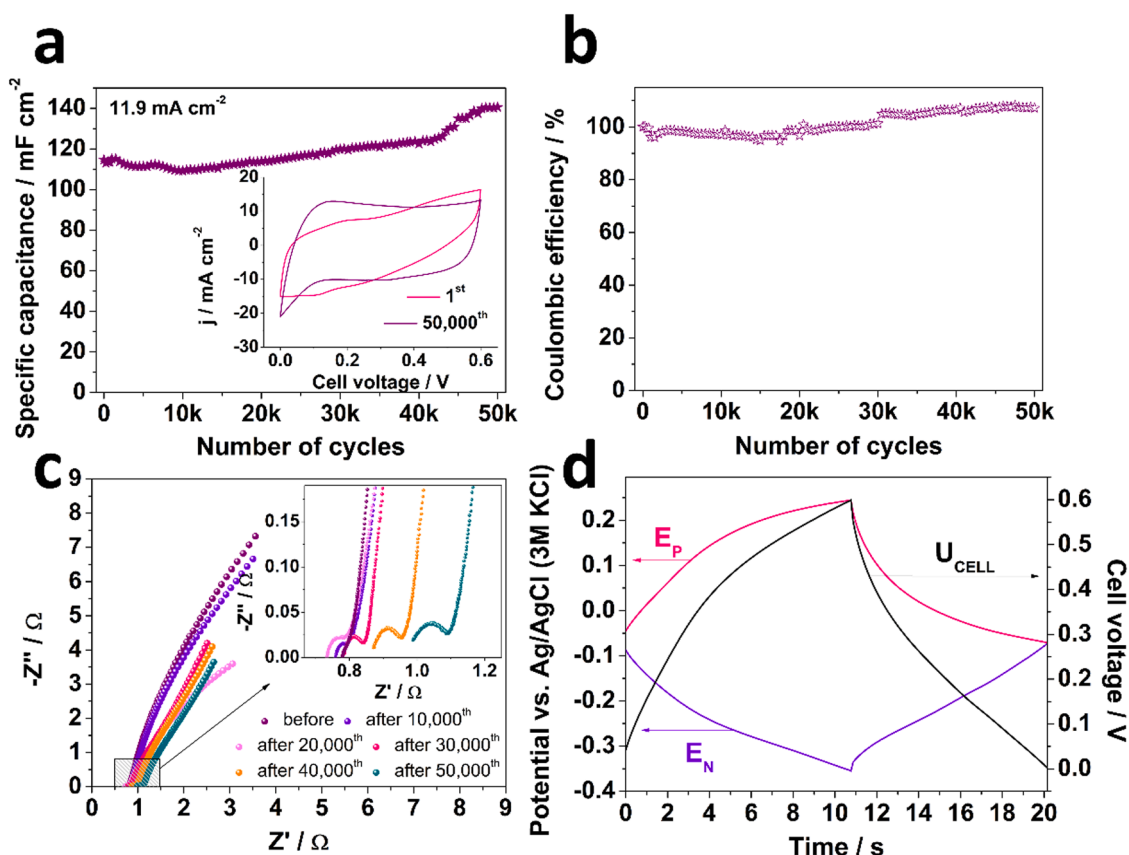 a
Specific capacitance / mF cm-2
140
120
100
80
60
40
20
0
11.9 mA cm-2
j / mA cm-2
20
10
0
-10
-20
-30
1st
50,000th
0.0 0.2 0.4 0.6
Cell voltage / V
0 10k 20k 30k 40k 50k
Number of cycles
b
Coulombic efficiency / %
100
80
60
40
20
0
0 10k 20k 30k 40k 50k
Number of cycles
c
-Z'' / Ω
9
8
7
6
5
4
3
2
1
0
-Z'' / Ω
0.15
0.10
0.05
0.00
0.8 1.0 1.2
Z' / Ω
before after 10,000th
after 20,000th after 30,000th
after 40,000th after 50,000th
0 1 2 3 4 5 6 7 8 9
Z' / Ω
d
Potential vs. Ag/AgCl (3M KCl)
0.2
0.1
0.0
-0.1
-0.2
-0.3
-0.4
EP
EN
UCELL
0.6
0.5
0.4
0.3
0.2
0.1
0.0
Cell voltage / V
0 2 4 6 8 10 12 14 16 18 20
Time / s